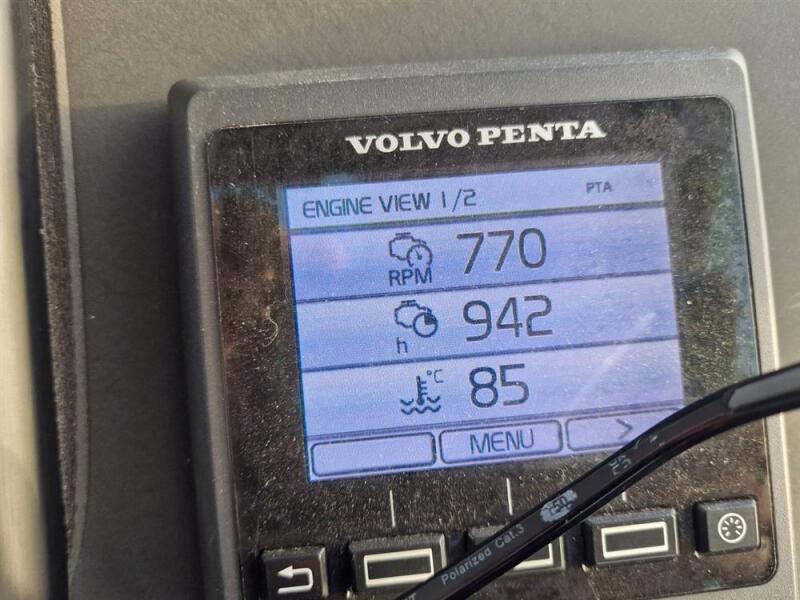 VOLVO PENTA
ENGINE VIEW 1/2 PTA
RPM 770
h 942
°C 85
MENU >
Polarized Cat.3